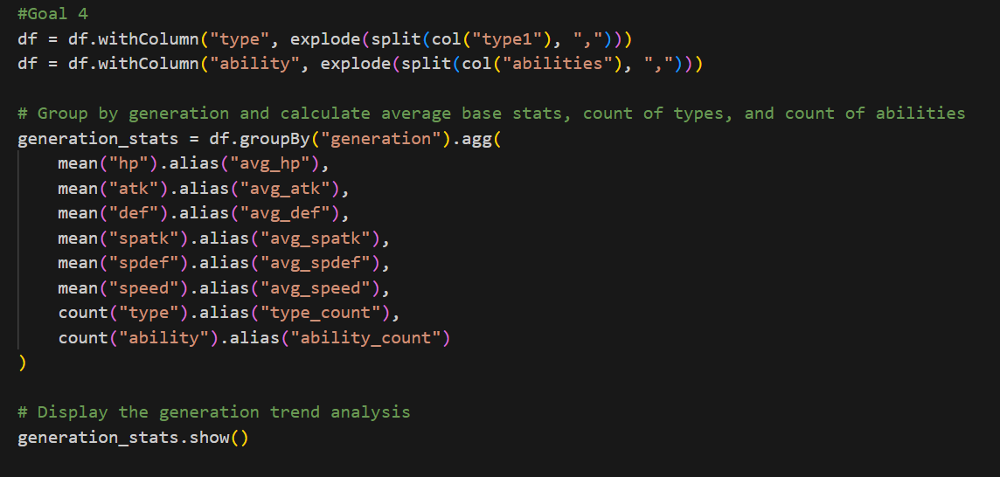 #Goal 4
df = df.withColumn("type", explode(split(col("type1"), ",")))
df = df.withColumn("ability", explode(split(col("abilities"), ",")))

# Group by generation and calculate average base stats, count of types, and count of abilities
generation_stats = df.groupBy("generation").agg(
    mean("hp").alias("avg_hp"),
    mean("atk").alias("avg_atk"),
    mean("def").alias("avg_def"),
    mean("spatk").alias("avg_spatk"),
    mean("spdef").alias("avg_spdef"),
    mean("speed").alias("avg_speed"),
    count("type").alias("type_count"),
    count("ability").alias("ability_count")
)

# Display the generation trend analysis
generation_stats.show()